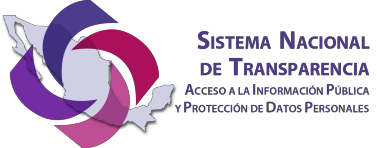 Sistema Nacional
de Transparencia
Acceso a la Información Pública
y Protección de Datos Personales